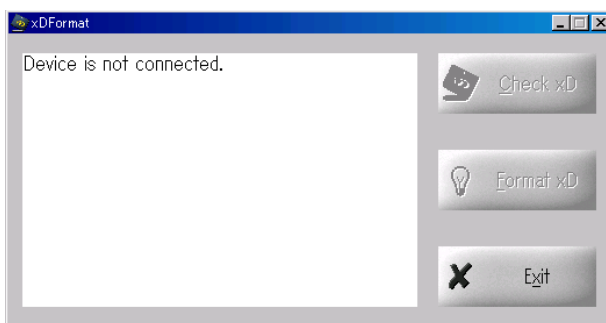 xDFormat
Device is not connected.
Check xD
Format xD
Exit